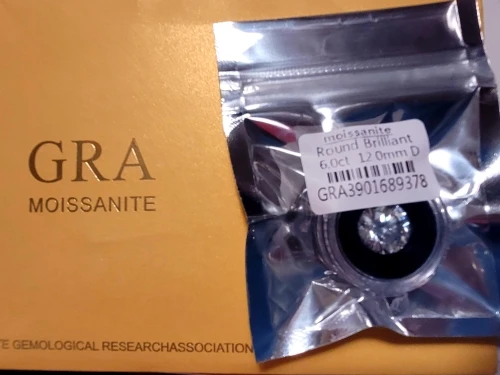 GRA
MOISSANITE
GEMOLOGICAL RESEARCHASSOCIATION
moissanite
Round Brilliant
6.0ct 12.0mm D
GRA3901689378